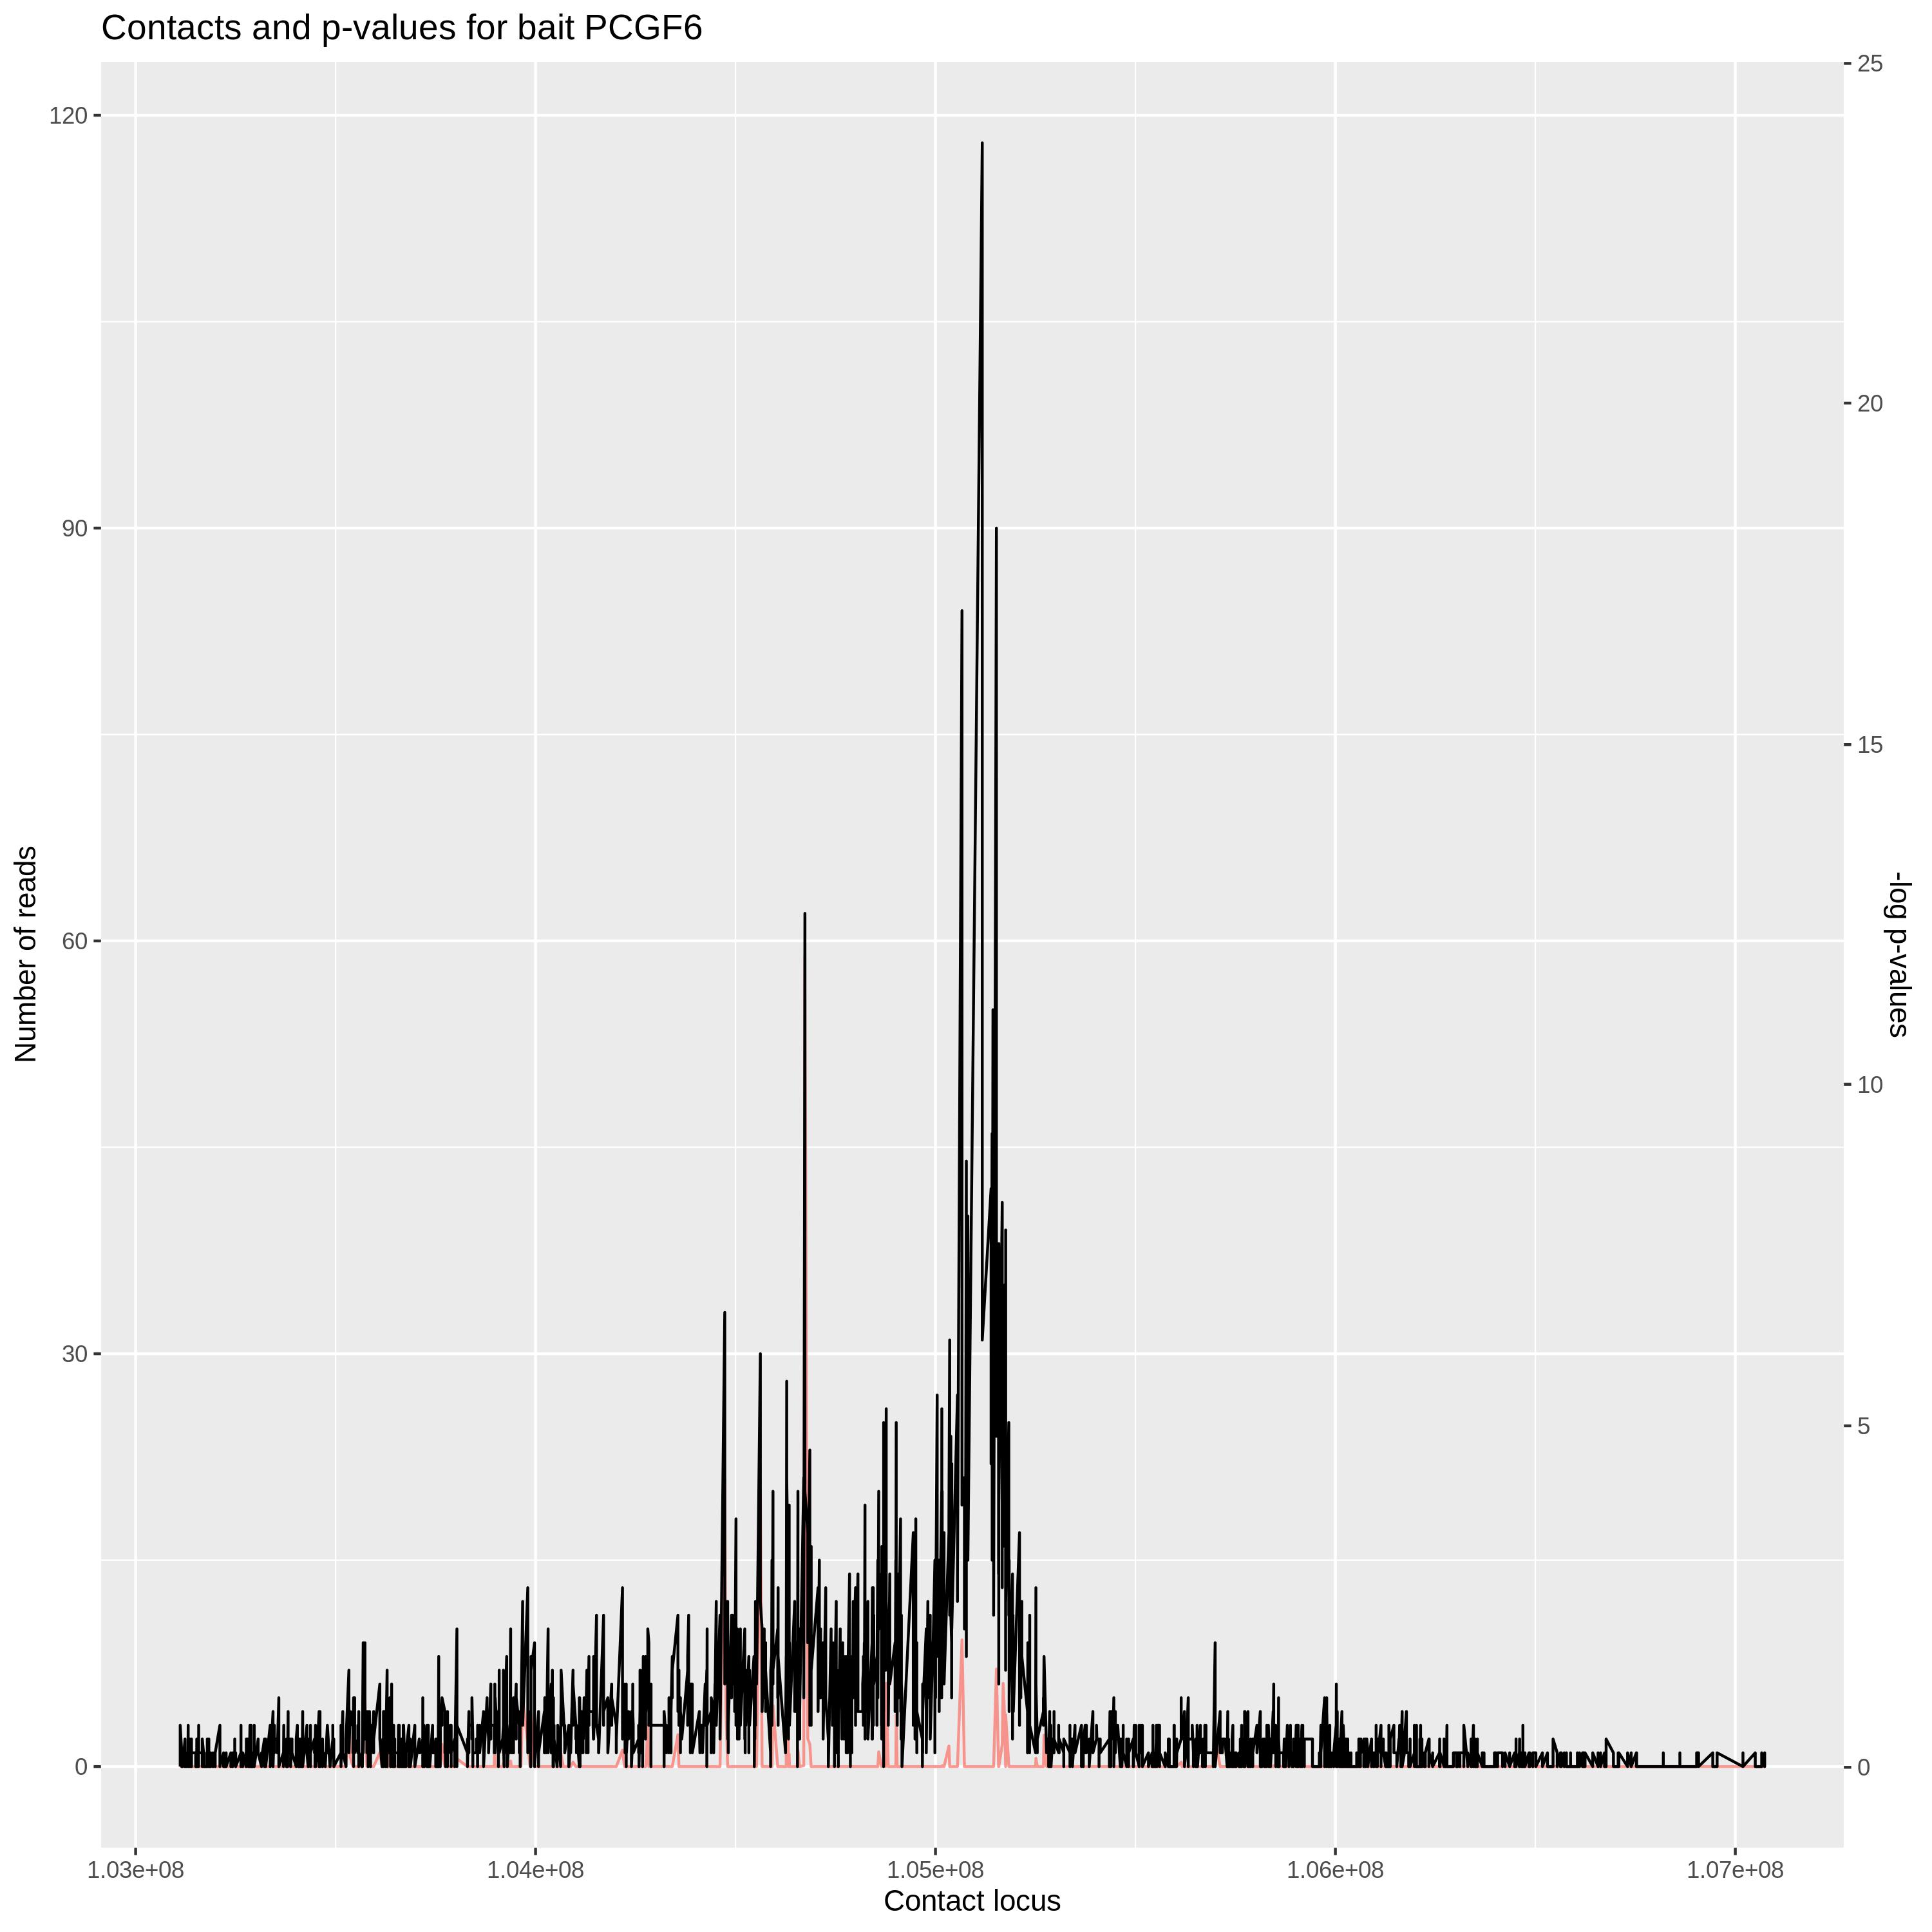 Contacts and p-values for bait PCGF6
120
90
60
30
0
Number of reads
25
20
15
10
5
0
-log p-values
1.03e+08
1.04e+08
1.05e+08
1.06e+08
1.07e+08
Contact locus